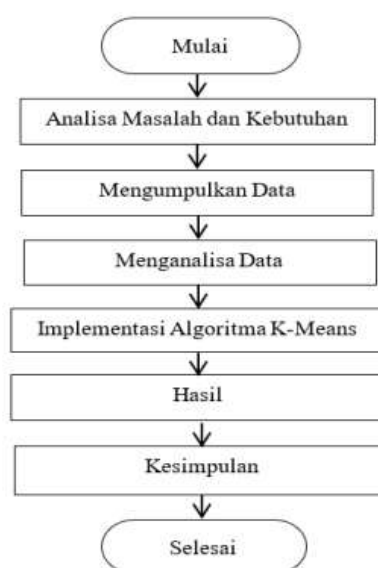 Mulai
Analisa Masalah dan Kebutuhan
Mengumpulkan Data
Menganalisa Data
Implementasi Algoritma K-Means
Hasil
Kesimpulan
Selesai